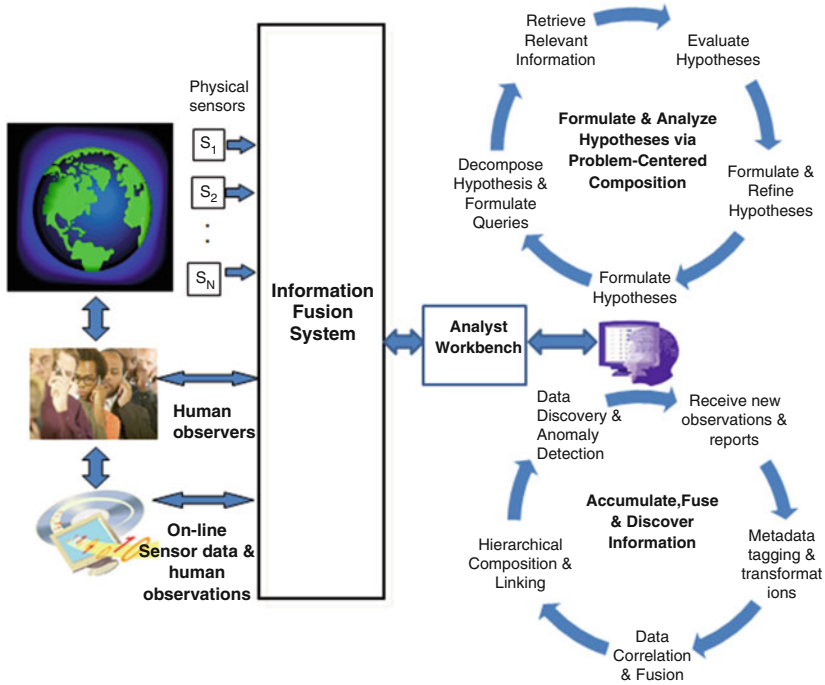 Physical
sensors
S1
S2
SN
Human
observers
On-line
Sensor data &
human
observations
Information
Fusion
System
Analyst
Workbench
Retrieve
Relevant
Information
Evaluate
Hypotheses
Formulate &
Refine
Hypotheses
Formulate
Hypotheses
Decompose
Hypothesis &
Formulate
Queries
Formulate & Analyze
Hypotheses via
Problem-Centered
Composition
Data
Discovery &
Anomaly
Detection
Receive new
observations &
reports
Metadata
tagging &
transformat
ions
Data
Correlation
& Fusion
Hierarchical
Composition &
Linking
Accumulate,Fuse
& Discover
Information